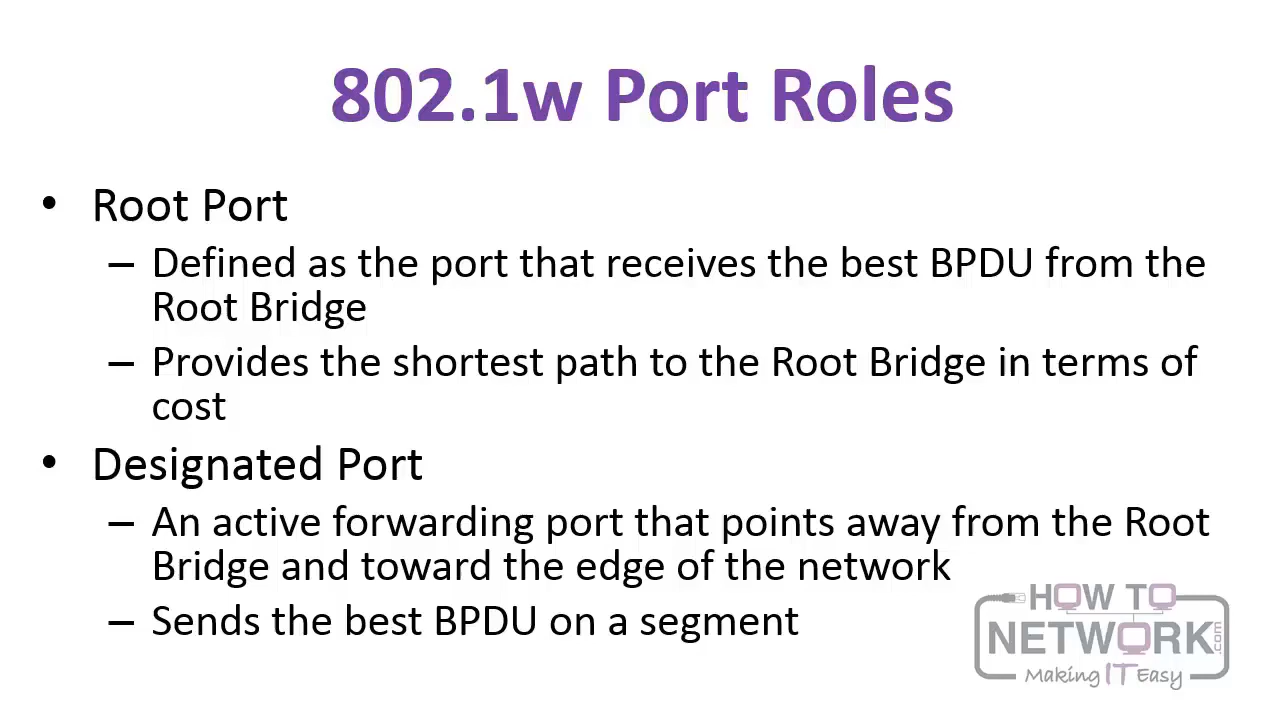 802.1w Port Roles
• Root Port
– Defined as the port that receives the best BPDU from the
Root Bridge
– Provides the shortest path to the Root Bridge in terms of
cost
• Designated Port
– An active forwarding port that points away from the Root
Bridge and toward the edge of the network
– Sends the best BPDU on a segment
HOW TO
NETWORK.com
Making IT Easy